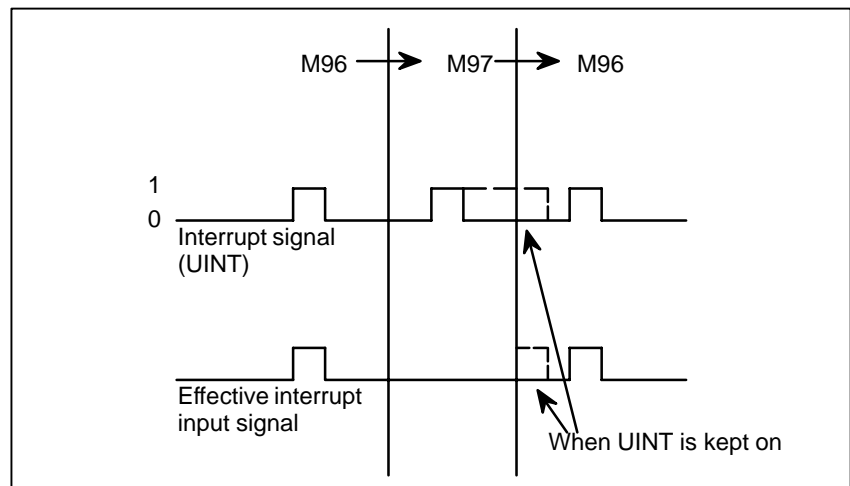 M96 M97 M96
1
0
Interrupt signal
(UINT)
Effective interrupt
input signal
When UINT is kept on